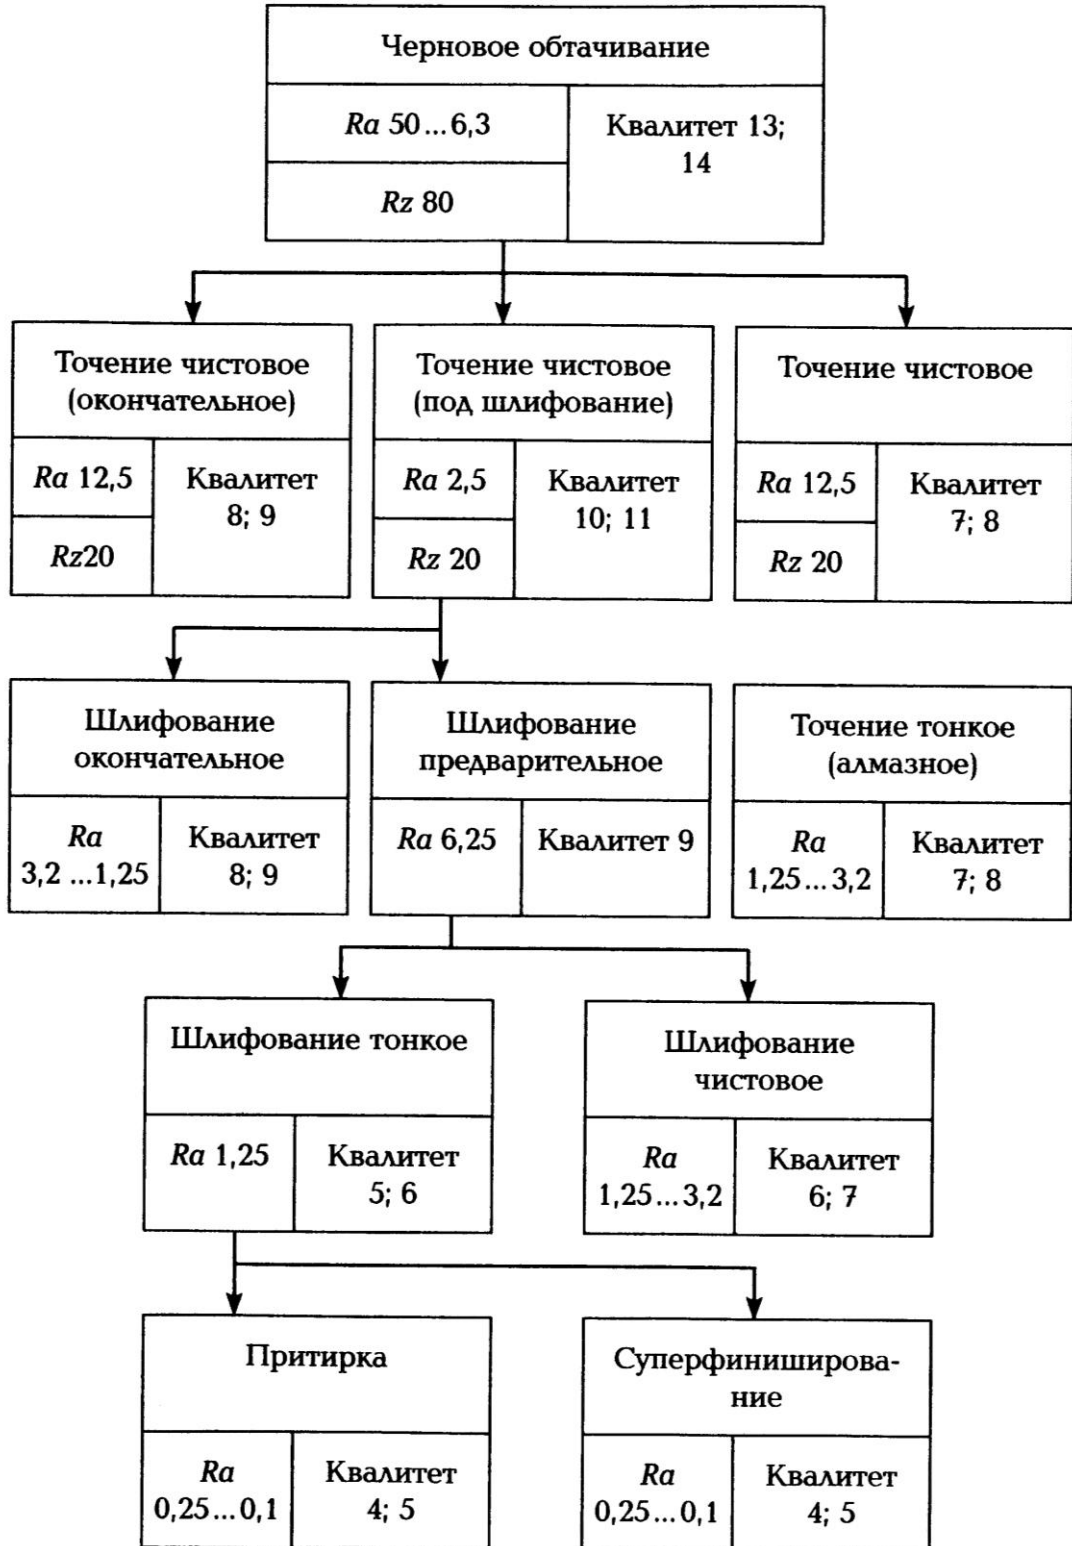 Черновое обтачивание
Ra 50...6,3
Rz 80
Квалитет 13;
14
Точение чистовое
(окончательное)
Ra 12,5
Rz20
Квалитет
8; 9
Точение чистовое
(под шлифование)
Ra 2,5
Rz 20
Квалитет
10; 11
Точение чистовое
Ra 12,5
Rz 20
Квалитет
7; 8
Шлифование
окончательное
Ra
3,2 ...1,25
Квалитет
8; 9
Шлифование
предварительное
Ra 6,25
Квалитет 9
Точение тонкое
(алмазное)
Ra
1,25...3,2
Квалитет
7; 8
Шлифование тонкое
Ra 1,25
Квалитет
5; 6
Шлифование
чистовое
Ra
1,25...3,2
Квалитет
6; 7
Притирка
Ra
0,25...0,1
Квалитет
4; 5
Суперфиниширова-
ние
Ra
0,25...0,1
Квалитет
4; 5